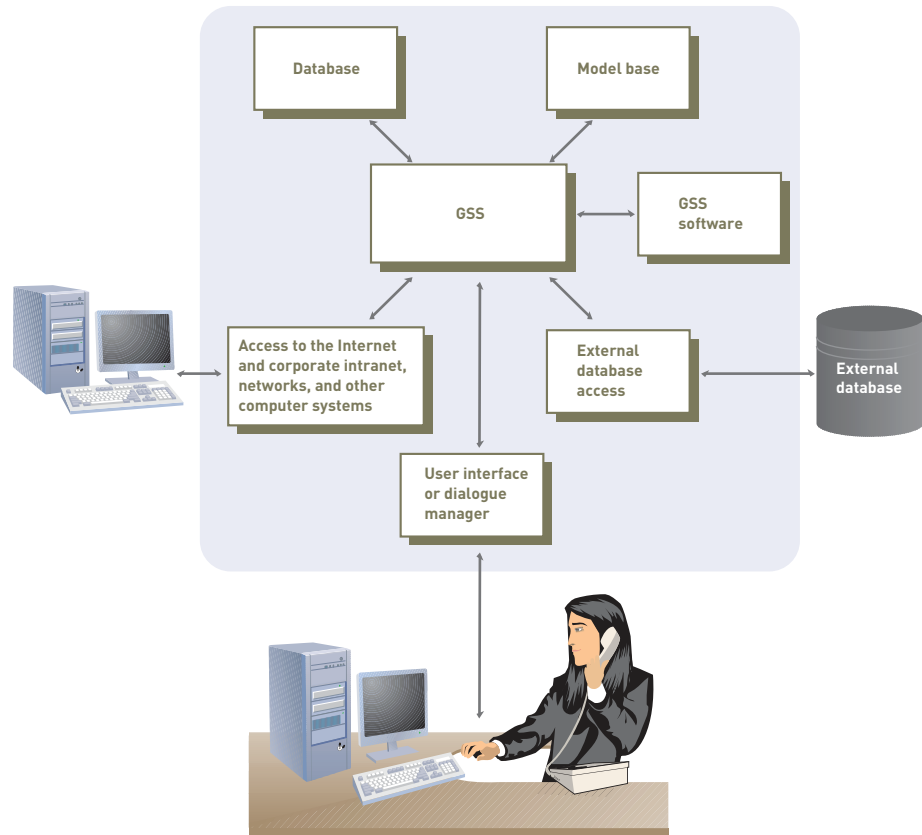 Database
Model base
GSS
GSS
software
Access to the Internet
and corporate intranet,
networks, and other
computer systems
External
database
access
External
database
User interface
or dialogue
manager